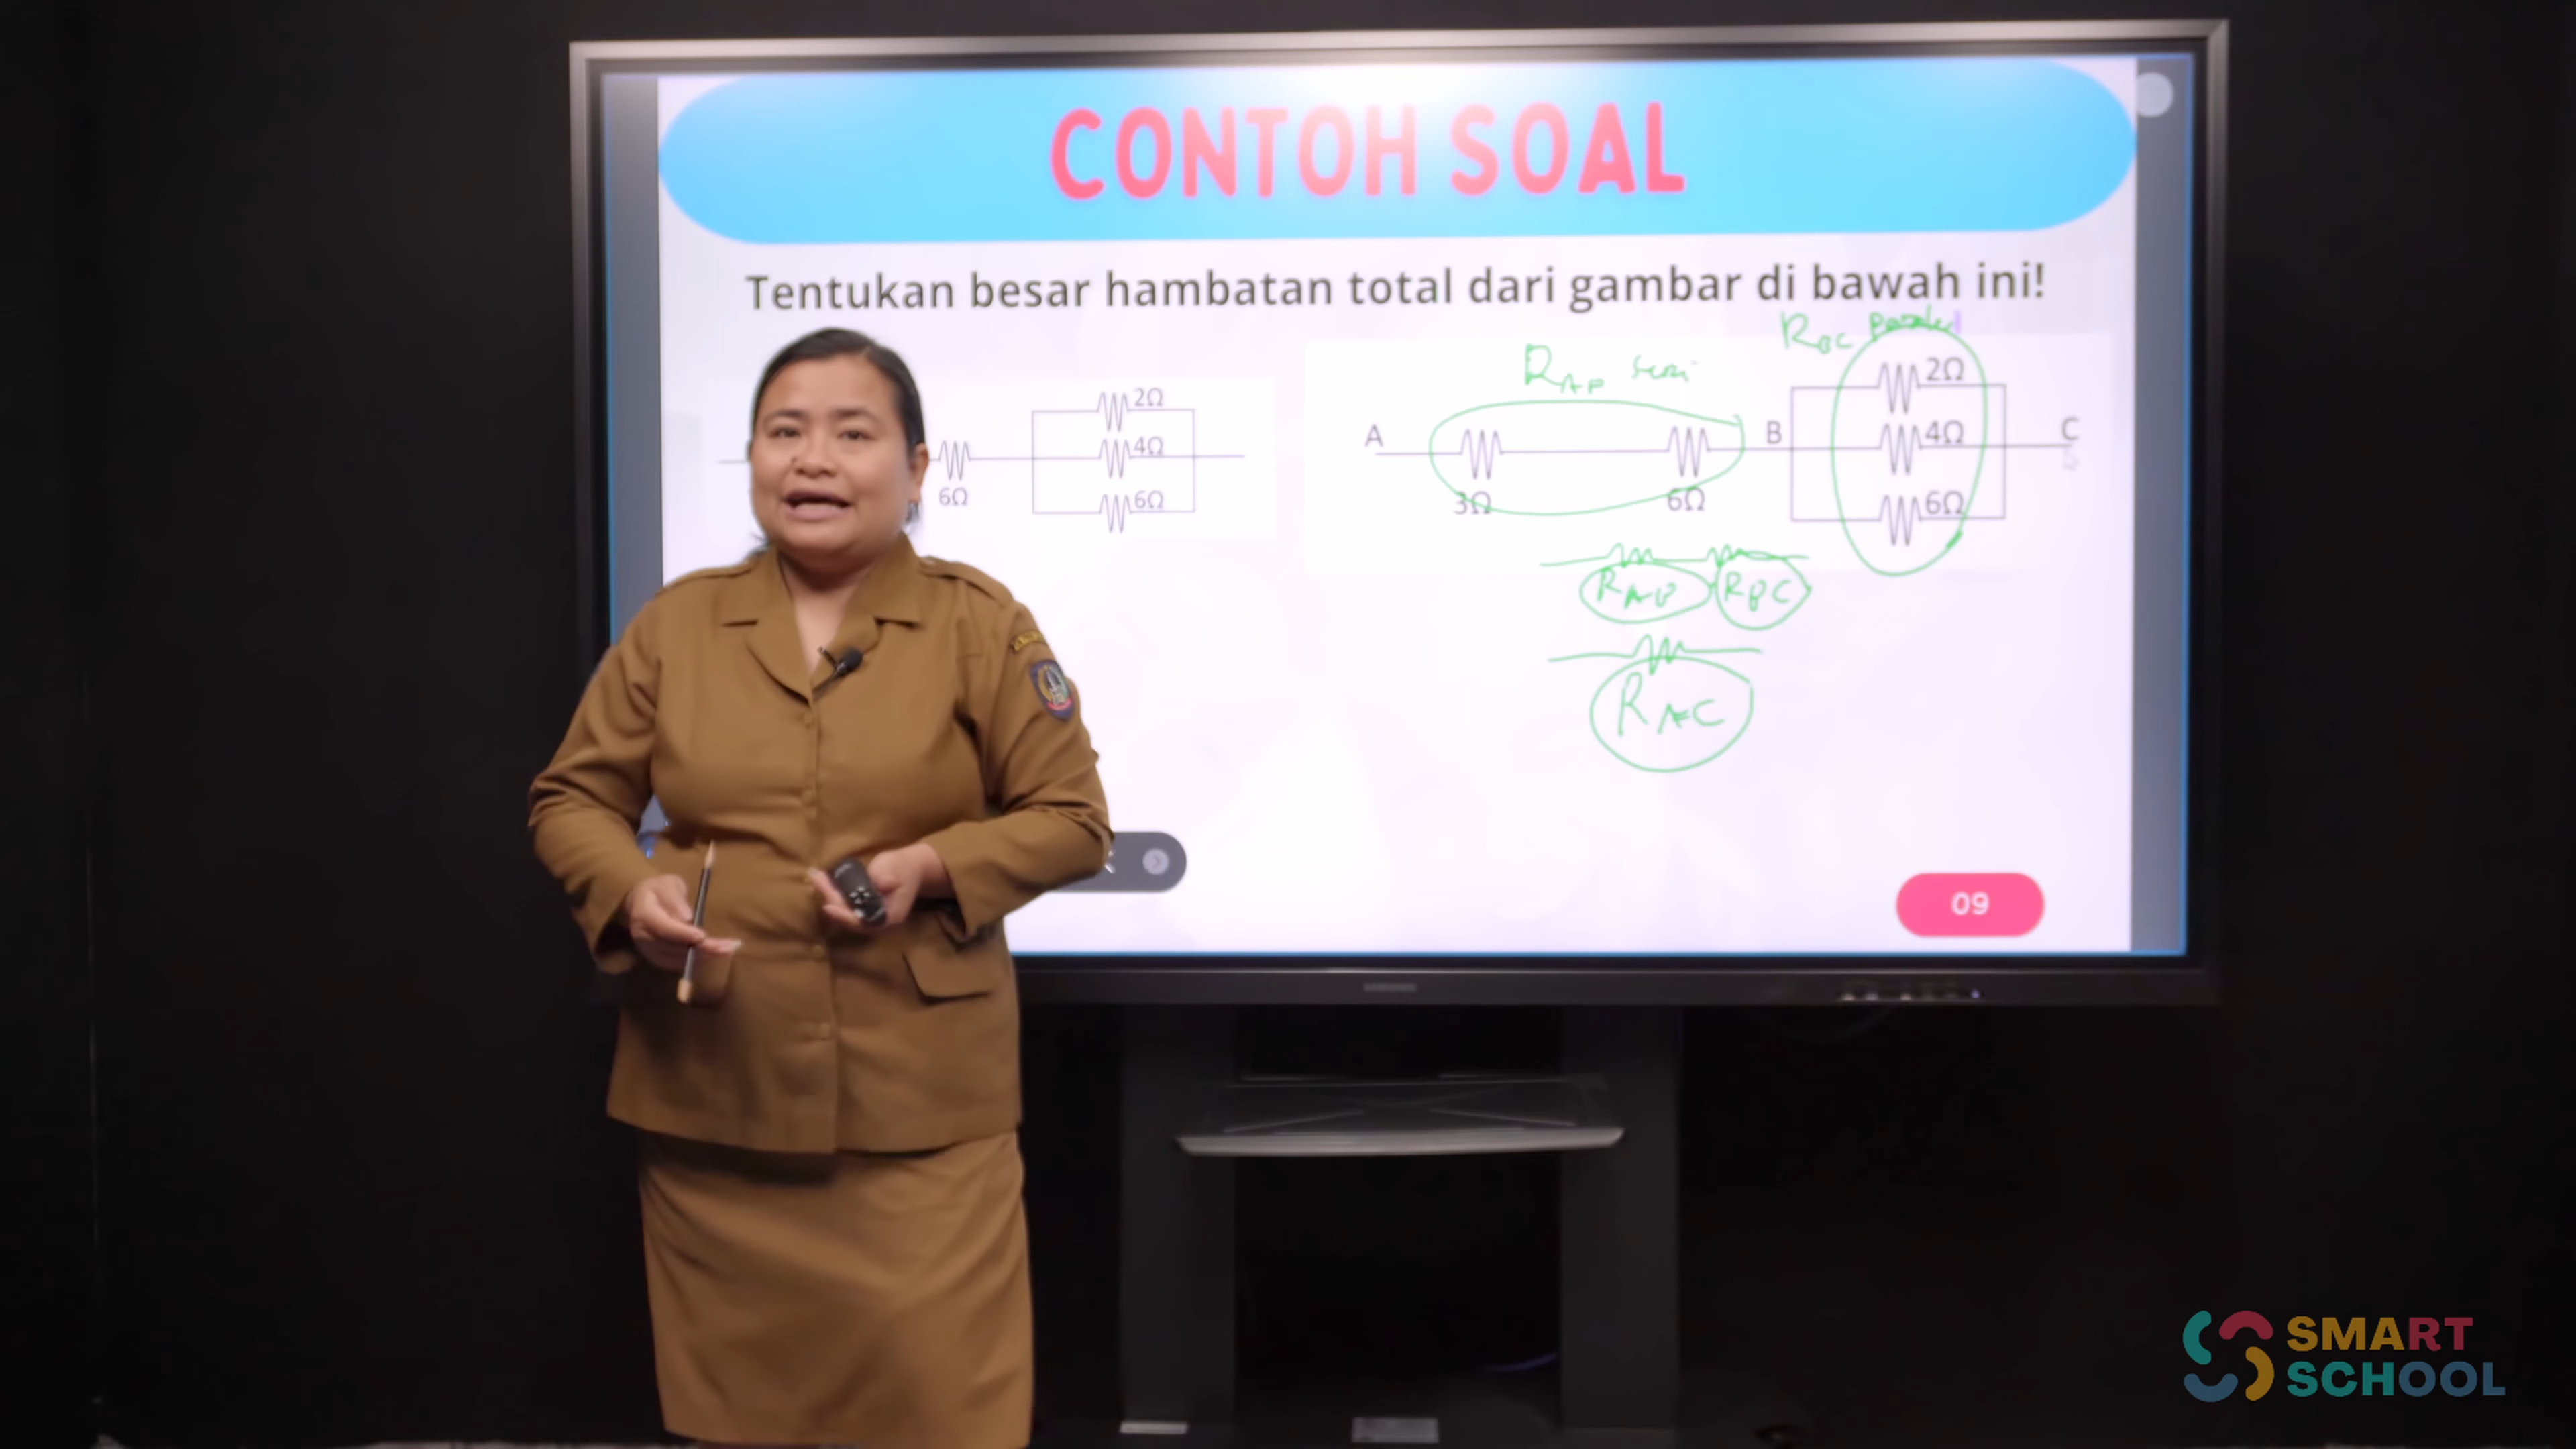 CONTOH SOAL
Tentukan besar hambatan total dari gambar di bawah ini!
2Ω
4Ω
6Ω
6Ω
R_BC Paralel
R_AB seri
2Ω
A
B
4Ω
C
3Ω
6Ω
6Ω
R_AB R_BC
R_AC
09
SMART
SCHOOL